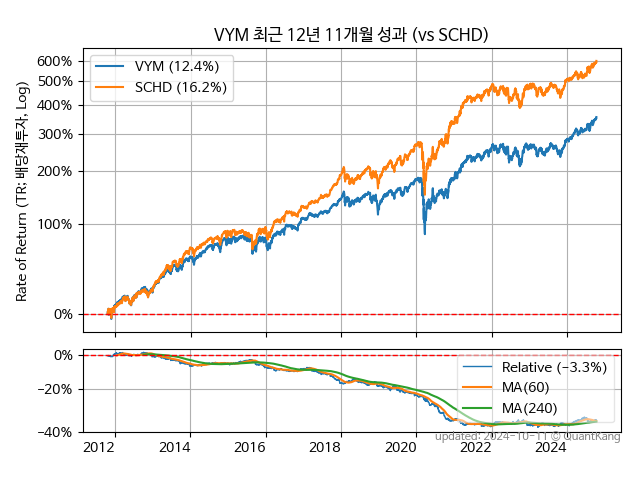 VYM 최근 12년 11개월 성과 (vs SCHD)
Rate of Return (TR; 배당재투자, Log)
600%
500%
400%
300%
200%
100%
0%
VYM (12.4%)
SCHD (16.2%)
0%
−20%
−40%
Relative (−3.3%)
MA(60)
MA(240)
updated: 2024-10-11 © QuantKang
2012 2014 2016 2018 2020 2022 2024